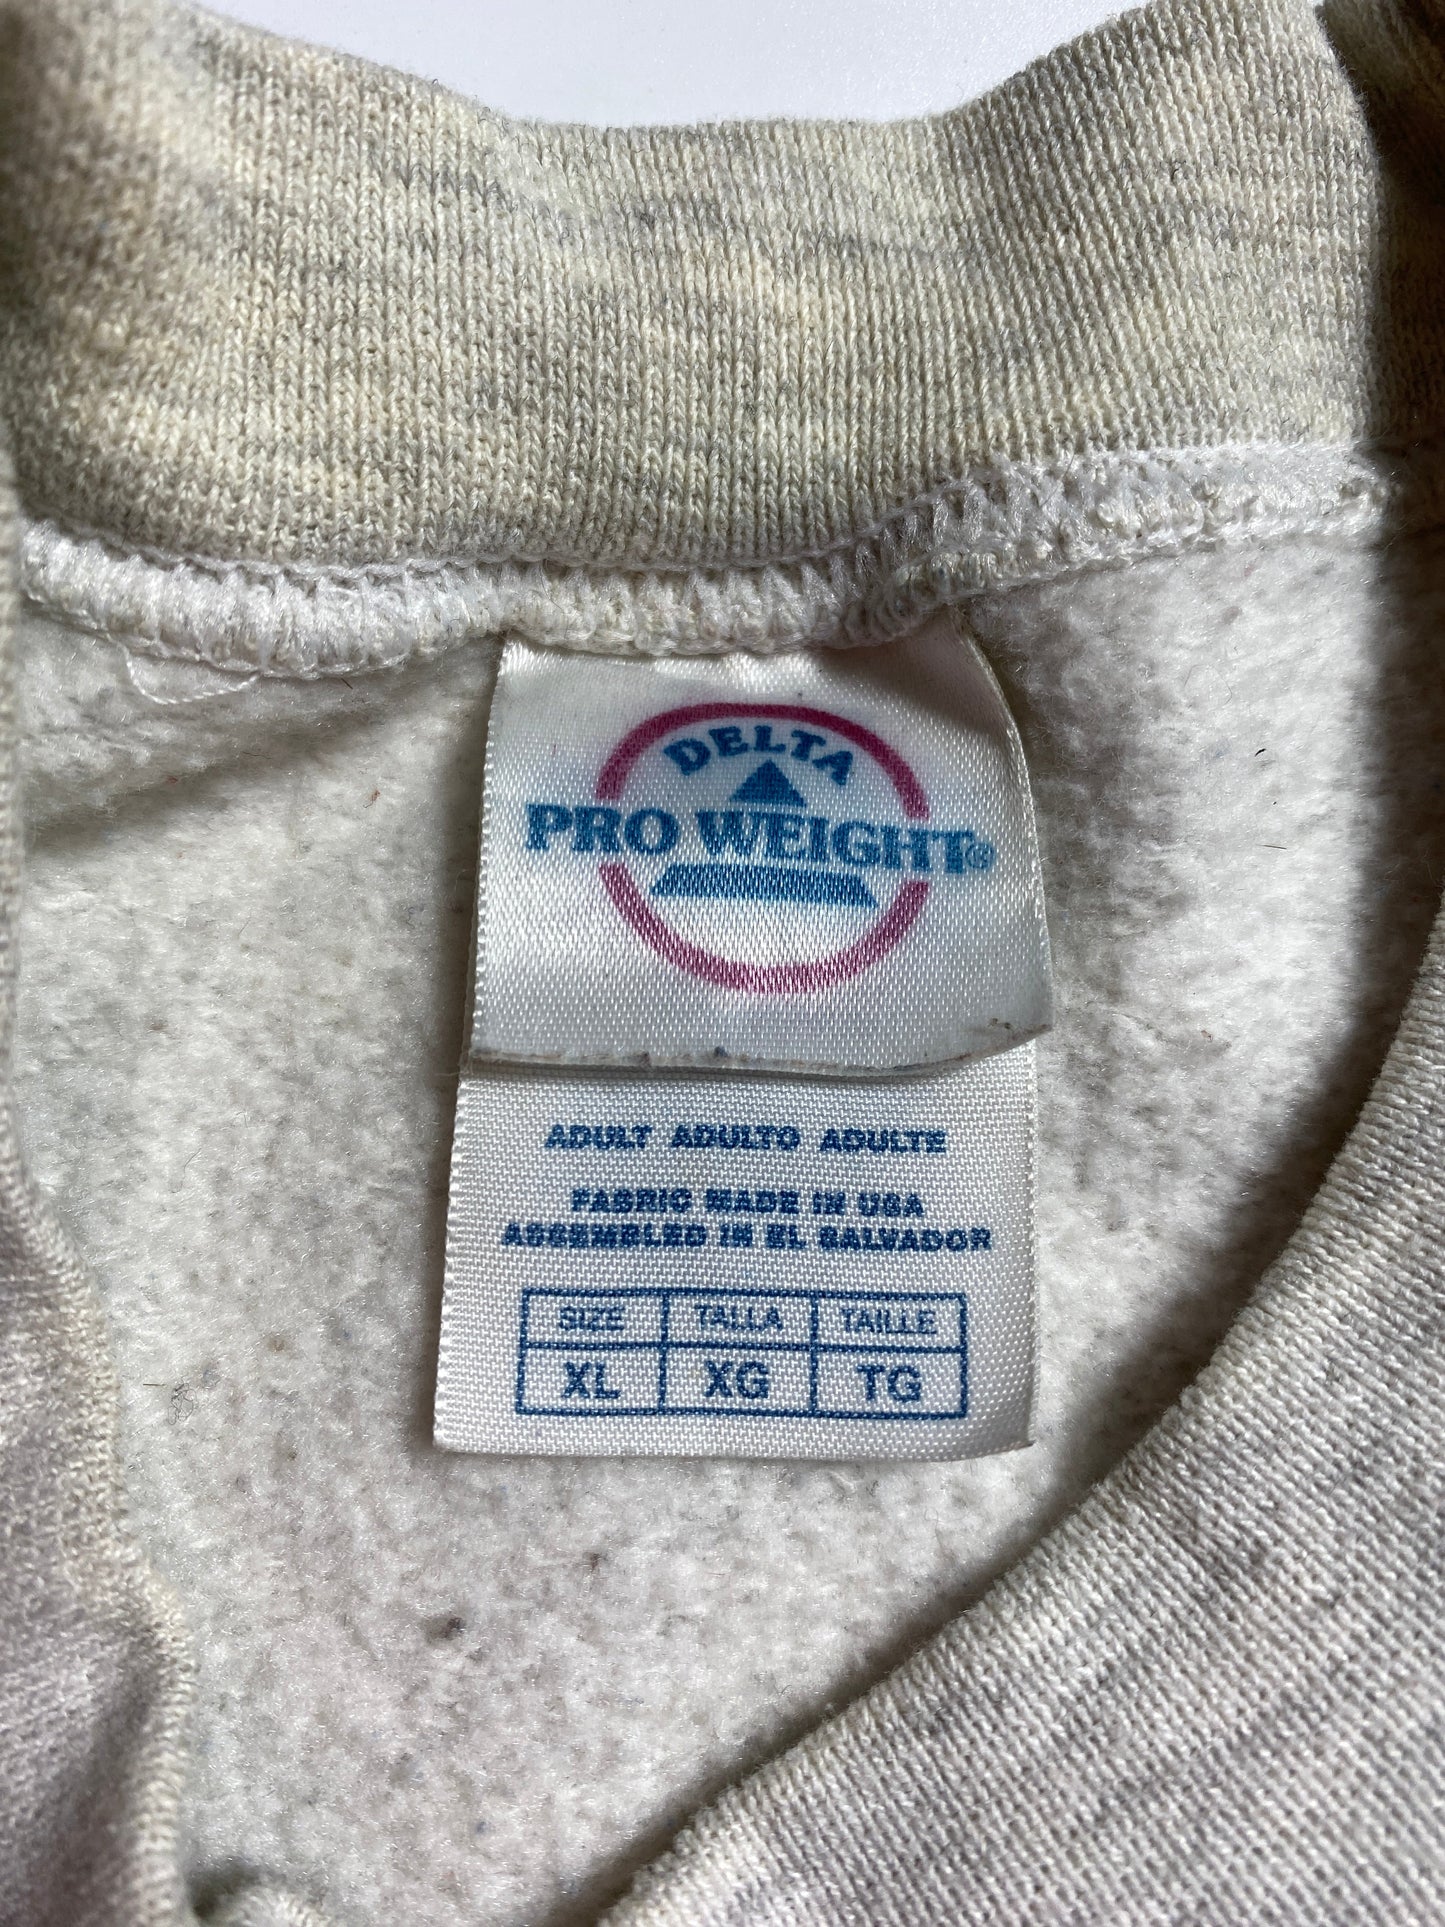 DELTA
PRO WEIGHT®
ADULT ADULTO ADULTE
FABRIC MADE IN USA
ASSEMBLED IN EL SALVADOR
SIZE TALLA TAILLE
XL XG TG